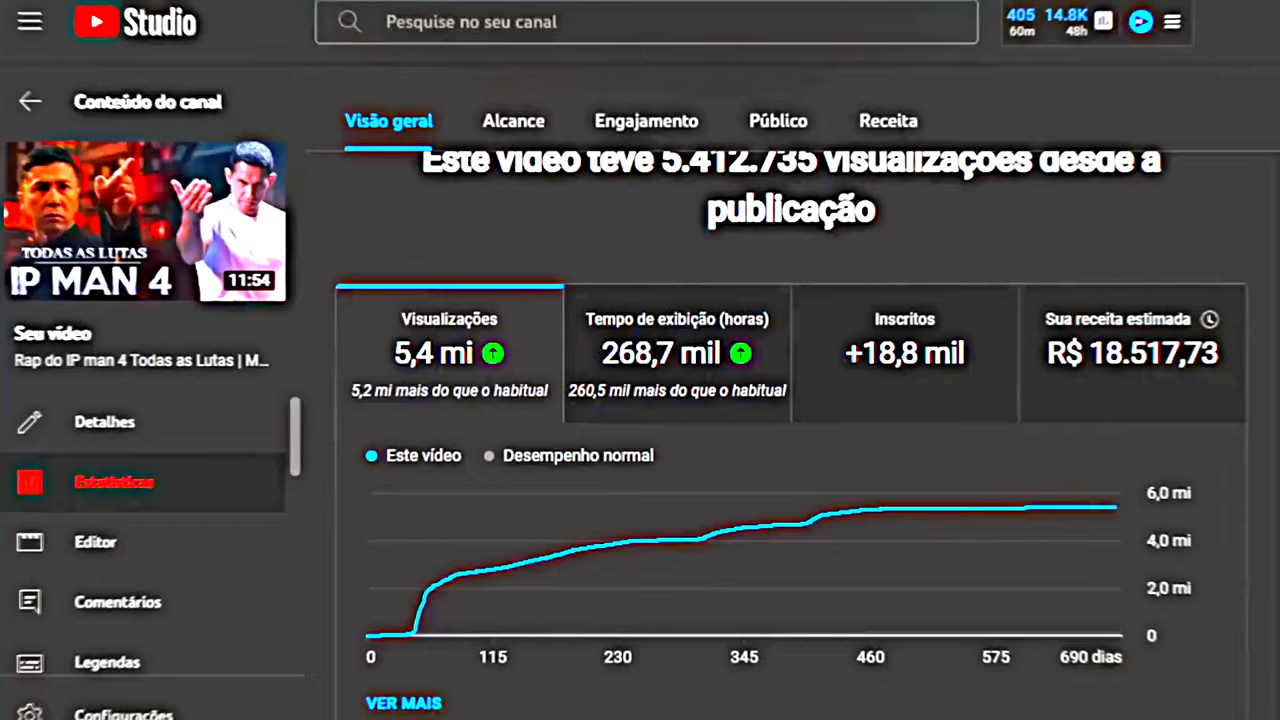 Studio
Pesquise no seu canal
405 14.8K
60m 48h
Conteúdo do canal
Visão geral Alcance Engajamento Público Receita
Este vídeo teve 5.412.735 visualizações desde a
publicação
TODAS AS LUTAS
IP MAN 4
11:54
Seu vídeo
Rap do IP man 4 Todas as Lutas | M...
Detalhes
Estatísticas
Editor
Comentários
Legendas
Configurações
Visualizações
5,4 mi
5,2 mi mais do que o habitual
Tempo de exibição (horas)
268,7 mil
260,5 mil mais do que o habitual
Inscritos
+18,8 mil
Sua receita estimada
R$ 18.517,73
Este vídeo Desempenho normal
6,0 mi
4,0 mi
2,0 mi
0
0 115 230 345 460 575 690 dias
VER MAIS